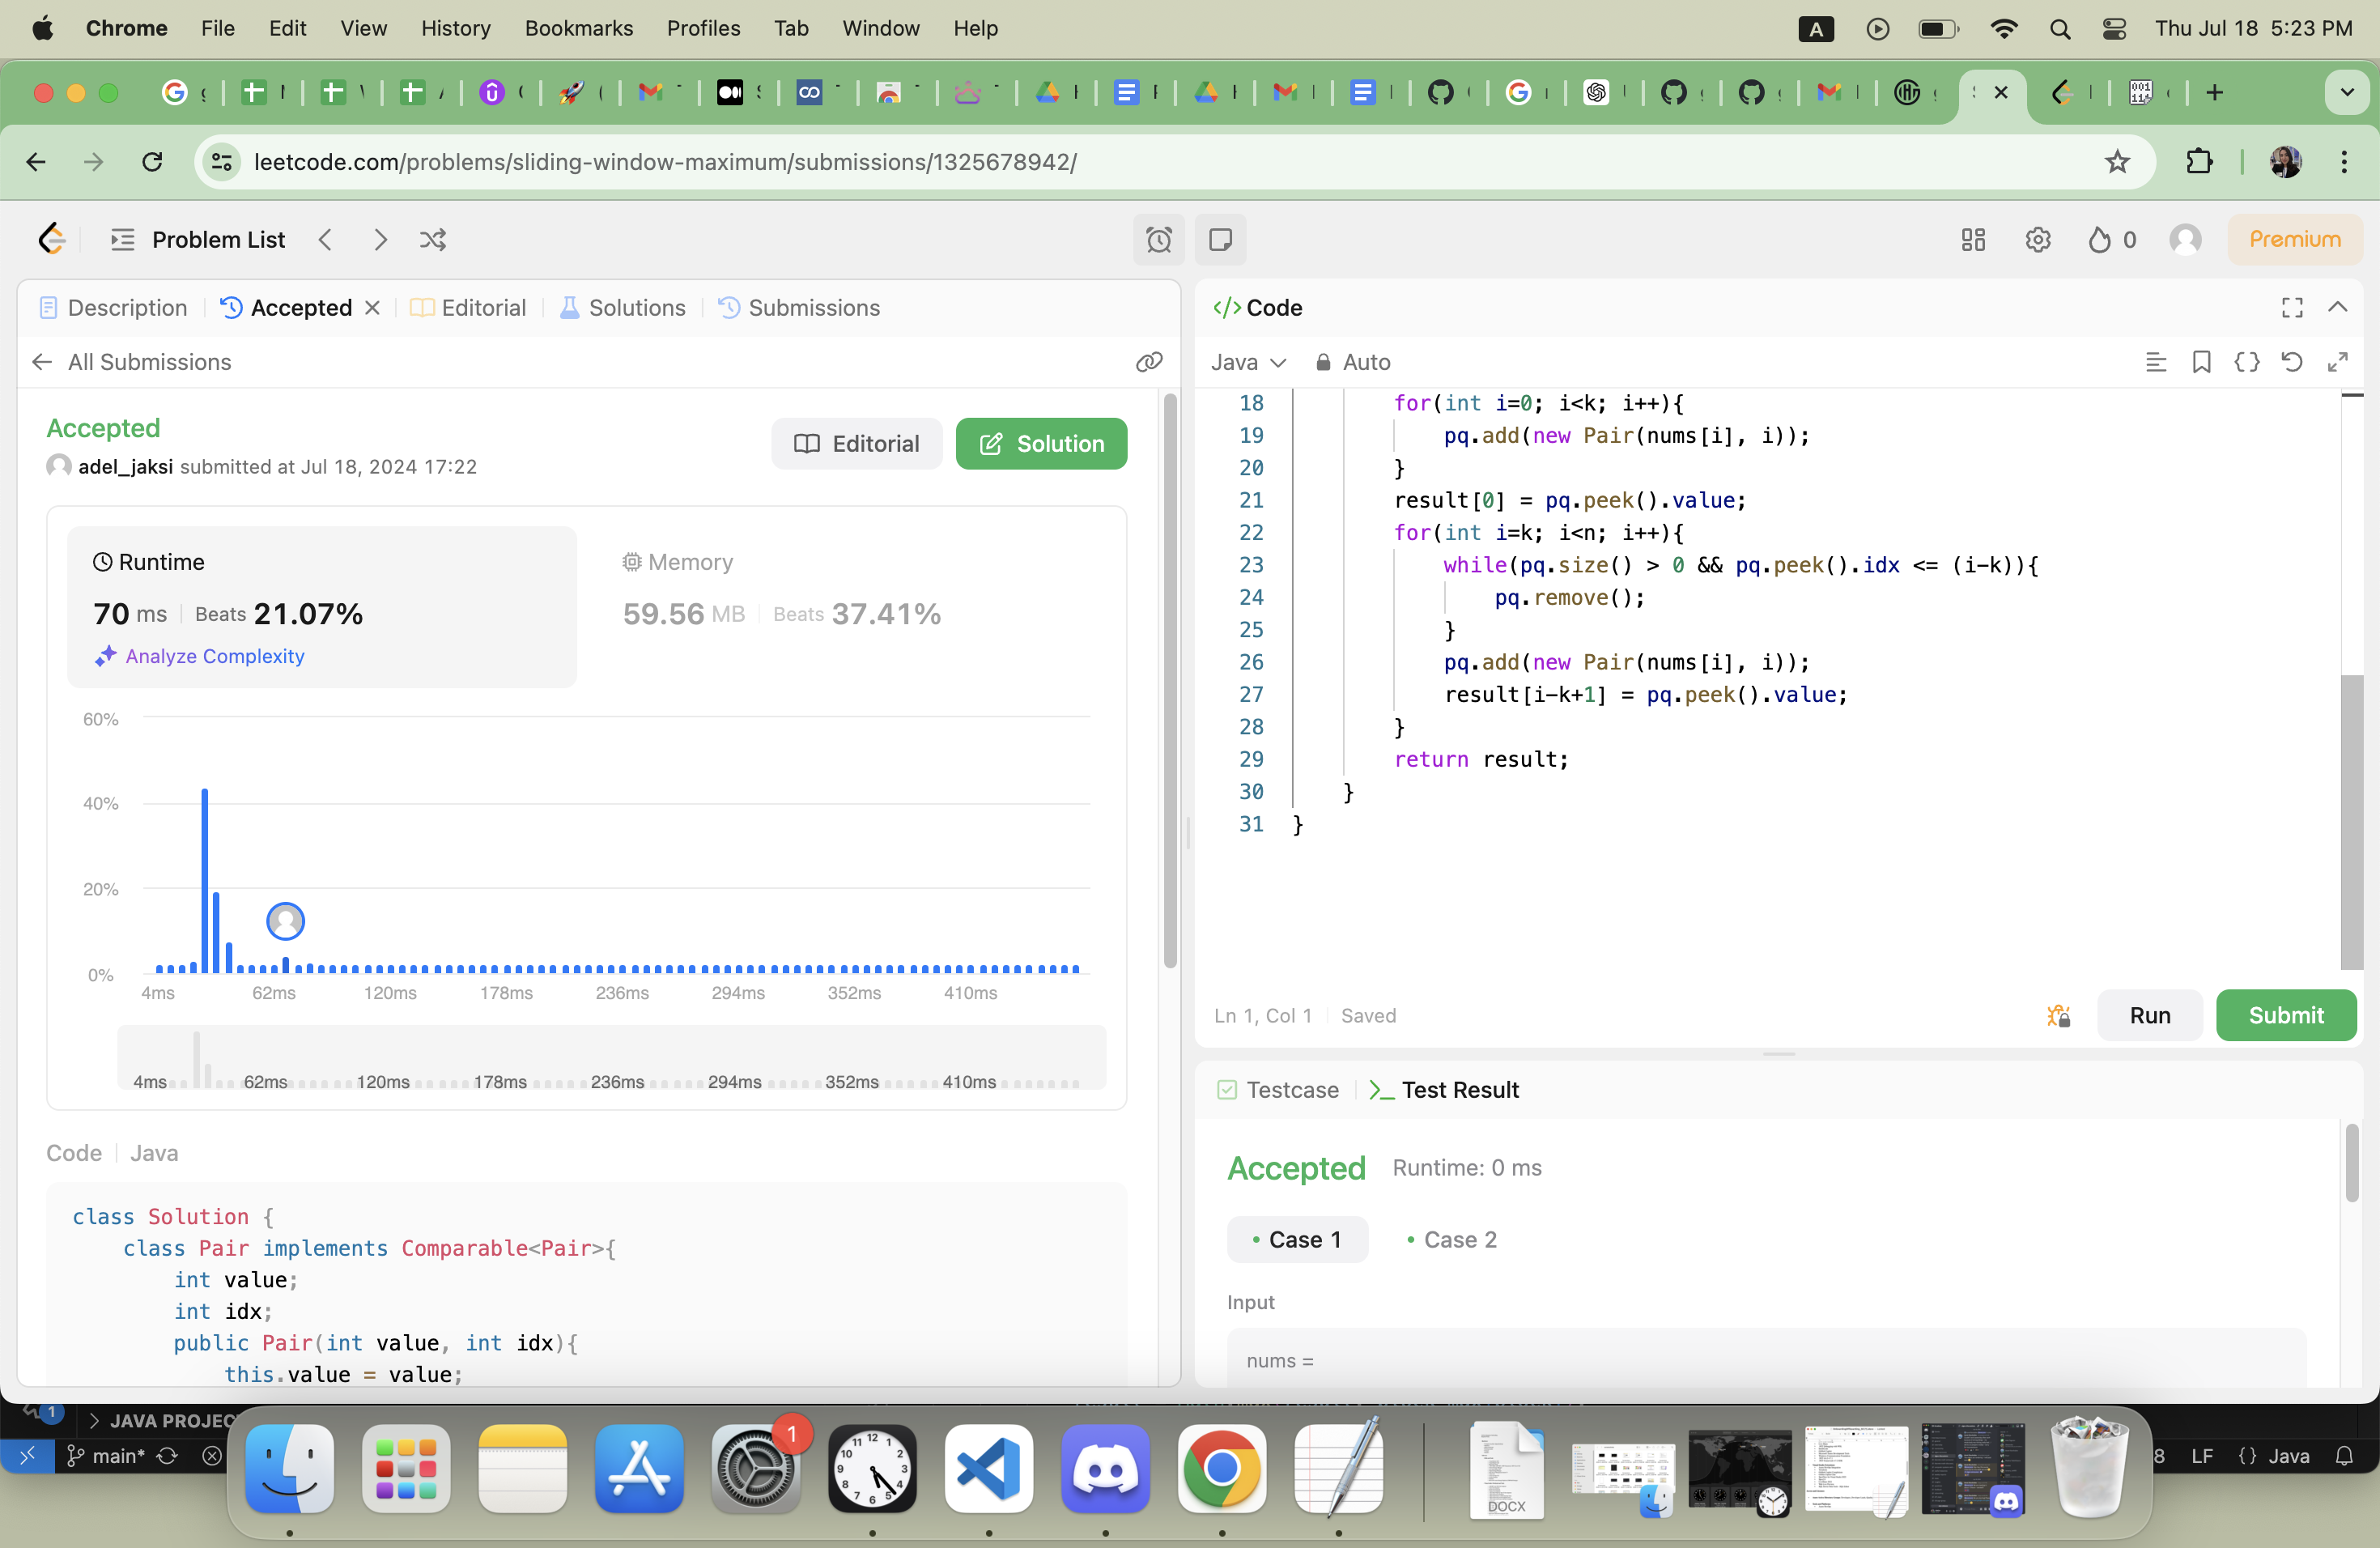 Chrome File Edit View History Bookmarks Profiles Tab Window Help A Thu Jul 18 5:23 PM
leetcode.com/problems/sliding-window-maximum/submissions/1325678942/
Problem List 0 Premium
Description Accepted Editorial Solutions Submissions
All Submissions
Accepted
adel_jaksi submitted at Jul 18, 2024 17:22
Editorial Solution
Runtime
70 ms Beats 21.07%
Analyze Complexity
Memory
59.56 MB Beats 37.41%
60%
40%
20%
0%
4ms 62ms 120ms 178ms 236ms 294ms 352ms 410ms
4ms 62ms 120ms 178ms 236ms 294ms 352ms 410ms
Code Java
class Solution {
class Pair implements Comparable<Pair>{
int value;
int idx;
public Pair(int value, int idx){
this.value = value;
</> Code
Java Auto
18 for(int i=0; i<k; i++){
19 pq.add(new Pair(nums[i], i));
20 }
21 result[0] = pq.peek().value;
22 for(int i=k; i<n; i++){
23 while(pq.size() > 0 && pq.peek().idx <= (i-k)){
24 pq.remove();
25 }
26 pq.add(new Pair(nums[i], i));
27 result[i-k+1] = pq.peek().value;
28 }
29 return result;
30 }
31 }
Ln 1, Col 1 Saved
Run Submit
Testcase >_ Test Result
Accepted Runtime: 0 ms
• Case 1 • Case 2
Input
nums =
1 > JAVA PROJEC
main* 8 LF {} Java
1
DOCX